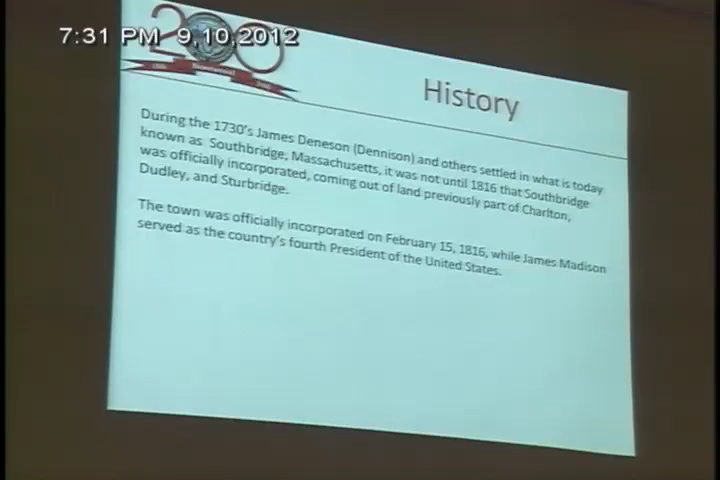 7:31 PM 9,10,2012
200
History
During the 1730's James Deneson (Dennison) and others settled in what is today
known as Southbridge, Massachusetts, it was not until 1816 that Southbridge
was officially incorporated, coming out of land previously part of Charlton,
Dudley, and Sturbridge.
The town was officially incorporated on February 15, 1816, while James Madison
served as the country's fourth President of the United States.